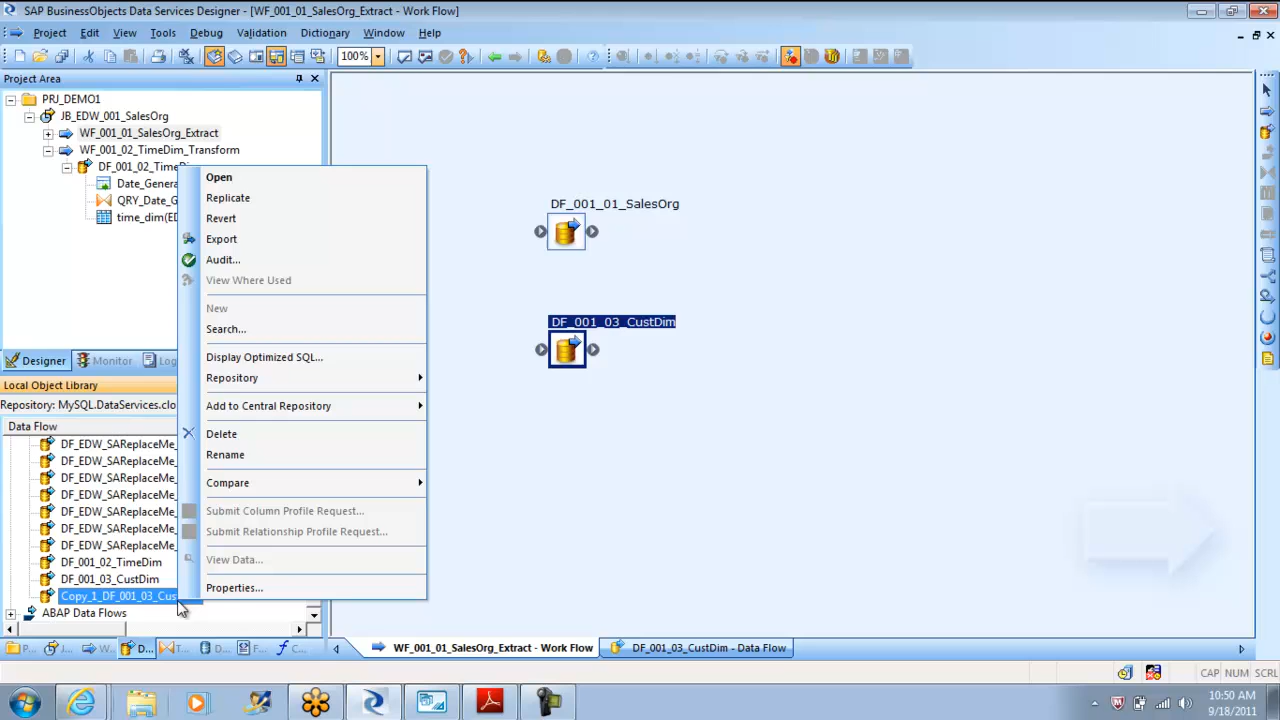 SAP BusinessObjects Data Services Designer - [WF_001_01_SalesOrg_Extract - Work Flow]
Project Edit View Tools Debug Validation Dictionary Window Help
100%
Project Area
PRJ_DEMO1
JB_EDW_001_SalesOrg
WF_001_01_SalesOrg_Extract
WF_001_02_TimeDim_Transform
DF_001_02_TimeDi
Date_Genera
QRY_Date_G
time_dim(ED
Designer Monitor Log
Local Object Library
Repository: MySQL.DataServices.clo
Data Flow
DF_EDW_SAReplaceMe_
DF_EDW_SAReplaceMe_
DF_EDW_SAReplaceMe_
DF_EDW_SAReplaceMe_
DF_EDW_SAReplaceMe_
DF_EDW_SAReplaceMe_
DF_EDW_SAReplaceMe_
DF_001_02_TimeDim
DF_001_03_CustDim
Copy_1_DF_001_03_Cus
ABAP Data Flows
P... J... W... D... T... D... F... C...
Open
Replicate
Revert
Export
Audit...
View Where Used
New
Search...
Display Optimized SQL...
Repository
Add to Central Repository
Delete
Rename
Compare
Submit Column Profile Request...
Submit Relationship Profile Request...
View Data...
Properties...
DF_001_01_SalesOrg
DF_001_03_CustDim
WF_001_01_SalesOrg_Extract - Work Flow DF_001_03_CustDim - Data Flow
CAP NUM SCRL
10:50 AM
9/18/2011